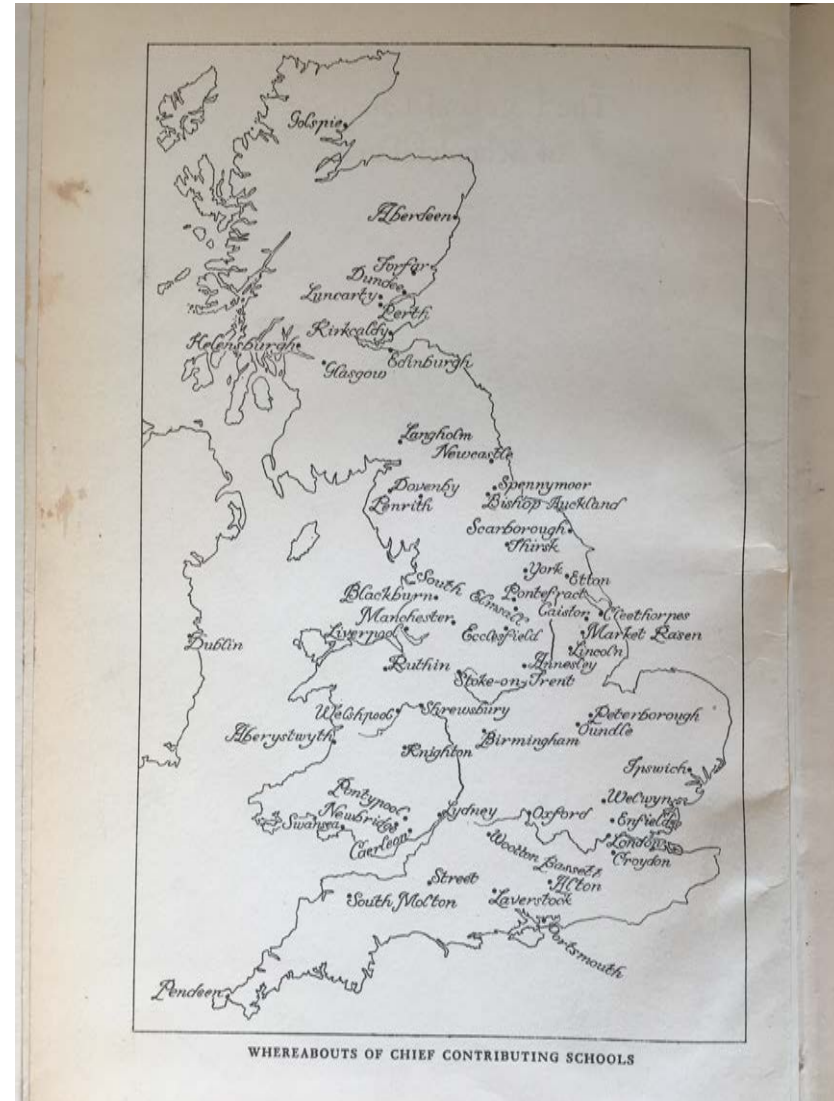 Golspie
Aberdeen
Forfar
Dundee
Luncarty
Perth
Kirkcaldy
Helensburgh
Edinburgh
Glasgow
Langholm
Newcastle
Dovenby
Spennymoor
Penrith
Bishop Auckland
Scarborough
Thirsk
York
Etton
South Elmsall
Blackburn
Pontefract
Caistor
Cleethorpes
Manchester
Liverpool
Ecclesfield
Market Rasen
Dublin
Lincoln
Ruthin
Annesley
Stoke-on-Trent
Welshpool
Shrewsbury
Peterborough
Oundle
Aberystwyth
Birmingham
Knighton
Ipswich
Pontypool
Welwyn
Newbridge
Lydney
Oxford
Enfield
Swansea
Caerleon
London
Wootton Bassett
Croydon
Street
Alton
South Molton
Laverstock
Portsmouth
Pendeen
WHEREABOUTS OF CHIEF CONTRIBUTING SCHOOLS